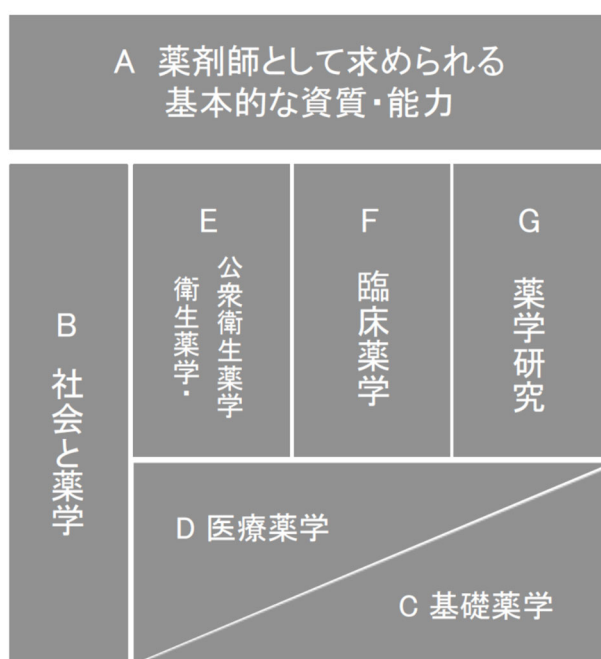 A 薬剤師として求められる
基本的な資質・能力
B 社会と薬学
E
公衆衛生薬学
衛生薬学・
F 臨床薬学
G 薬学研究
D 医療薬学
C 基礎薬学